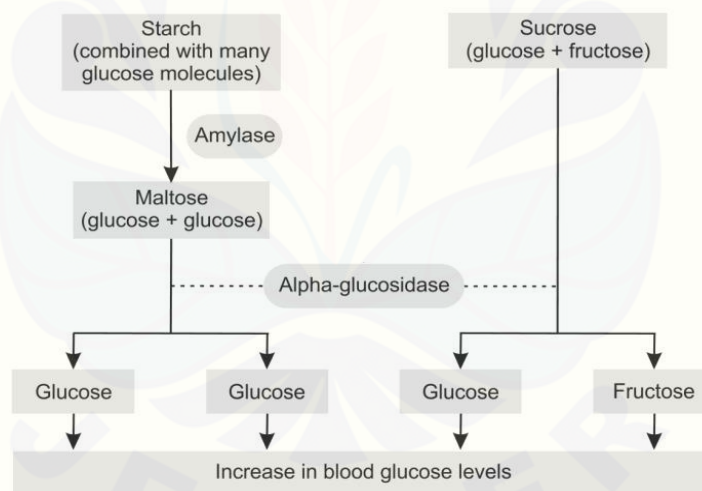 Starch
(combined with many
glucose molecules)
Sucrose
(glucose + fructose)
Amylase
Maltose
(glucose + glucose)
Alpha-glucosidase
Glucose
Glucose
Glucose
Fructose
Increase in blood glucose levels